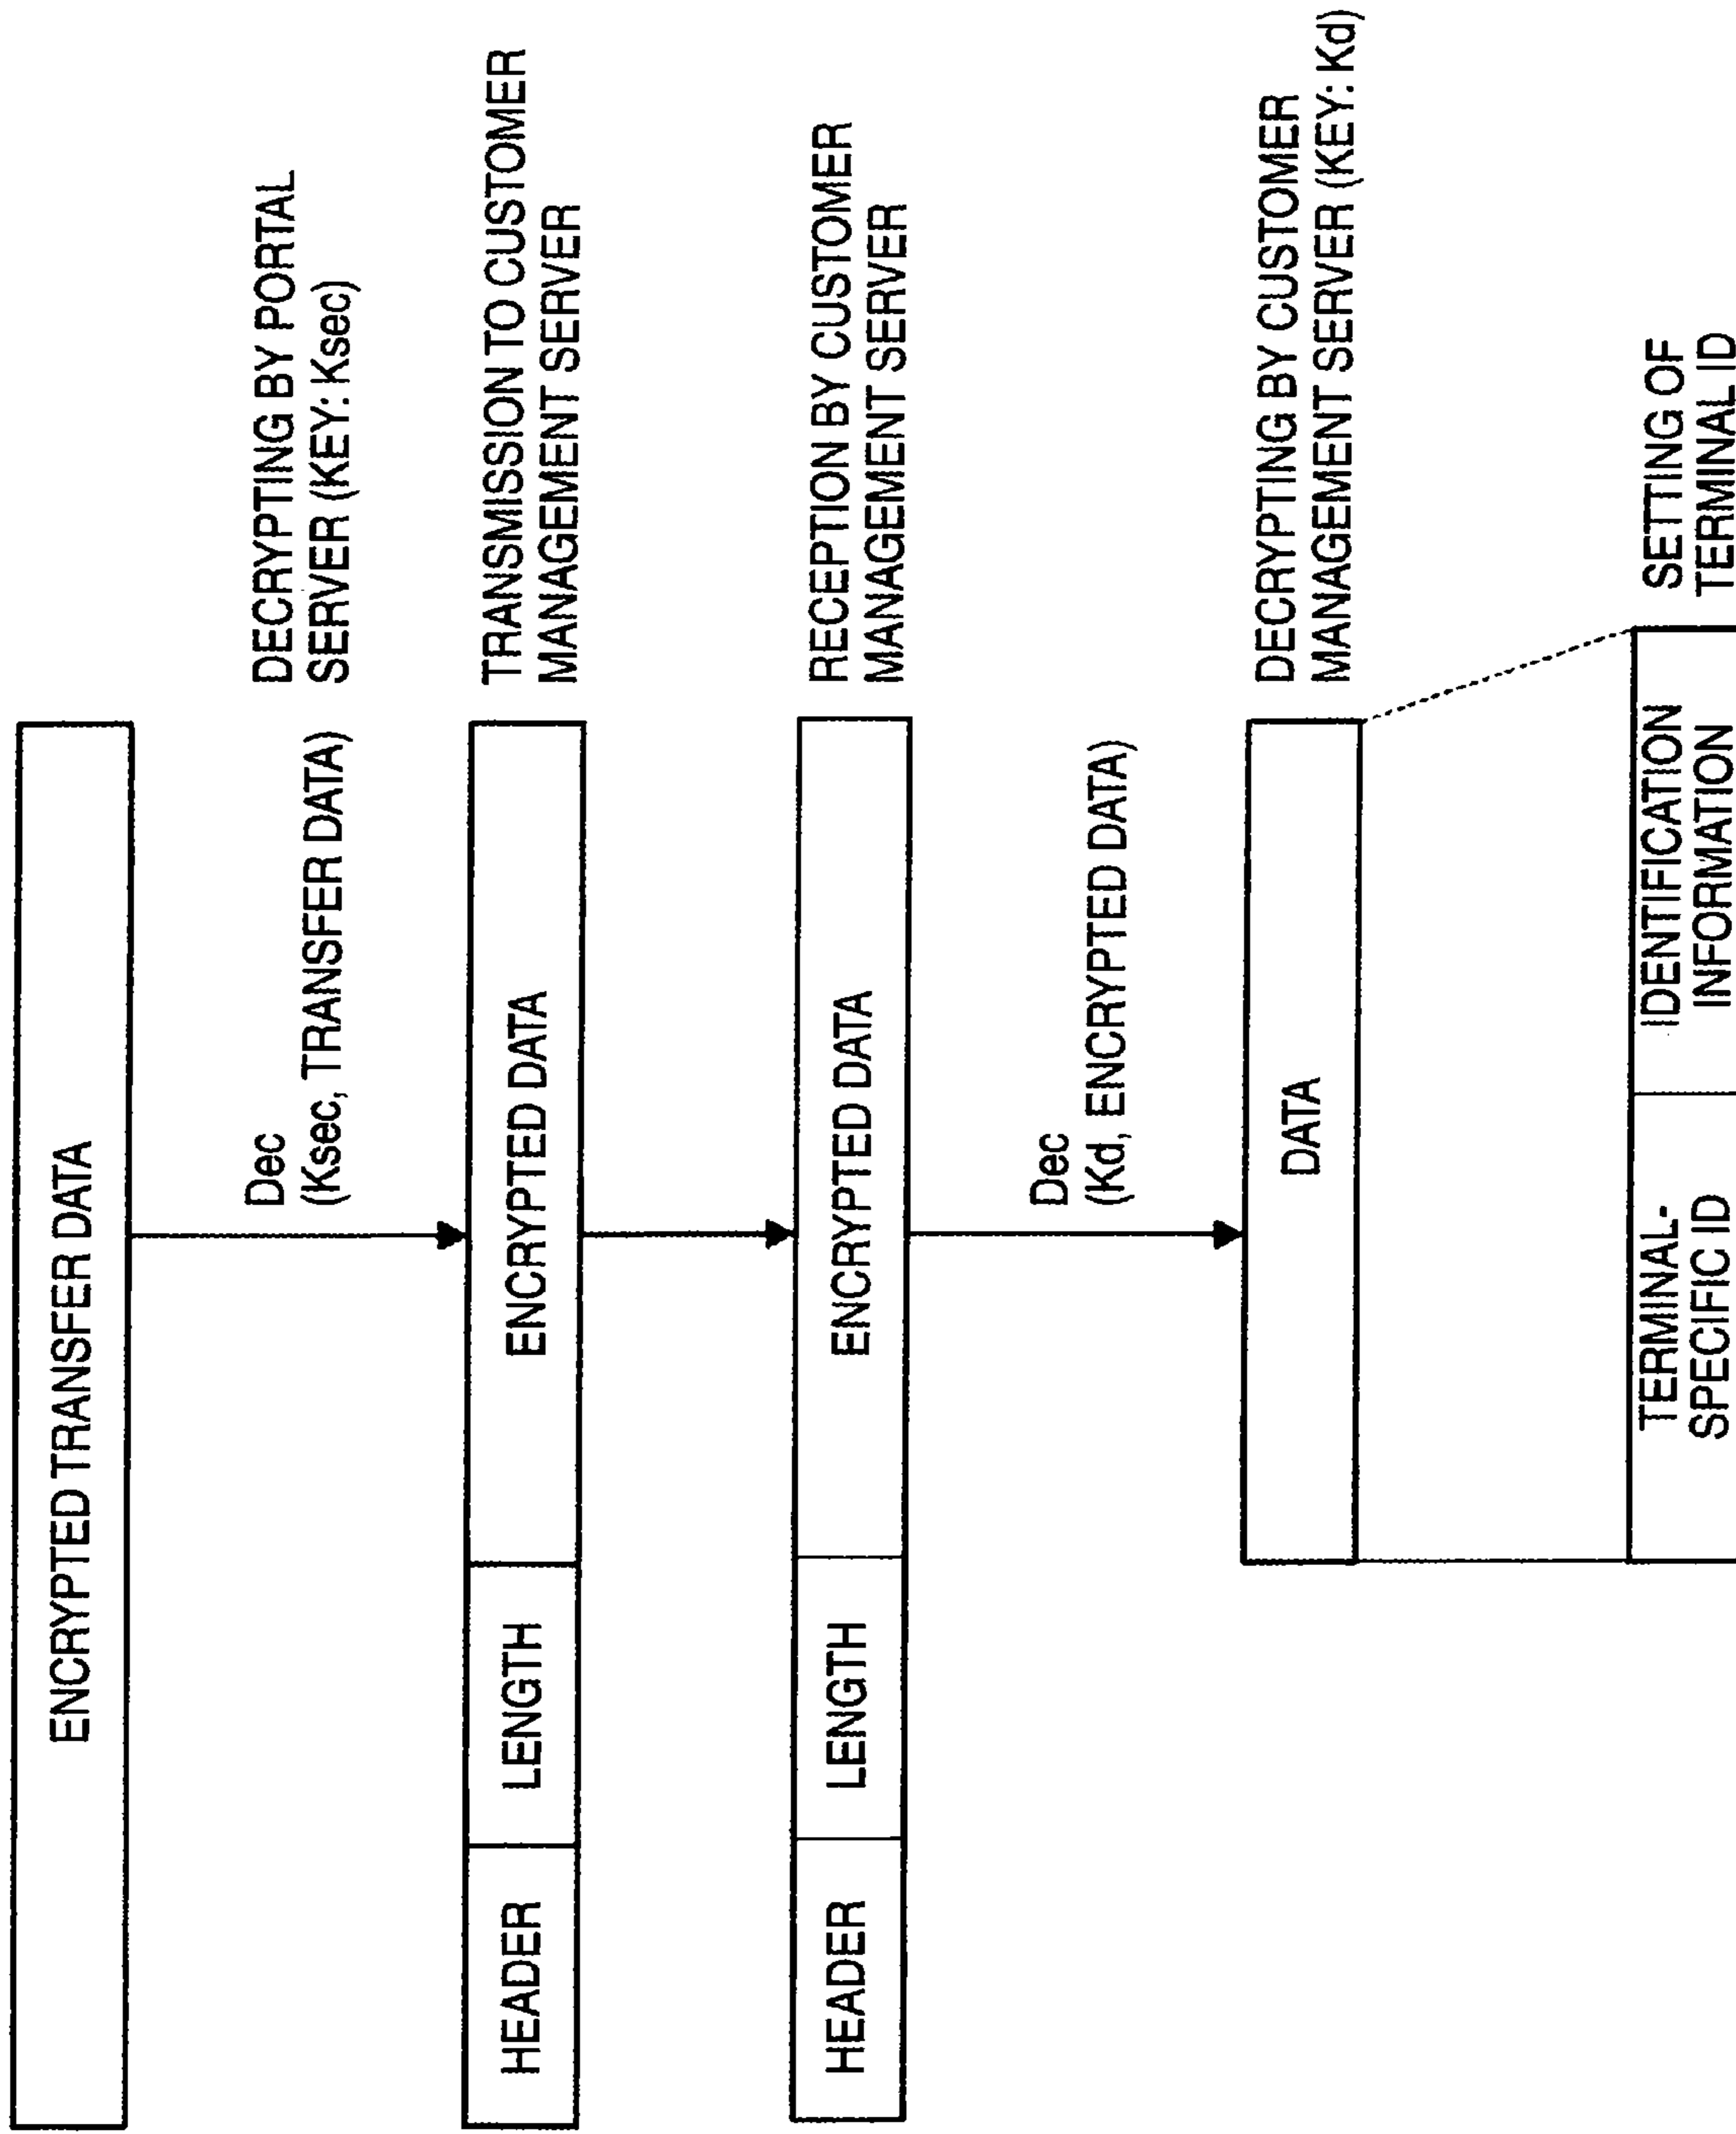 ENCRYPTED TRANSFER DATA
Dec
(Ksec, TRANSFER DATA)
DECRYPTING BY PORTAL
SERVER (KEY: Ksec)
HEADER
LENGTH
ENCRYPTED DATA
TRANSMISSION TO CUSTOMER
MANAGEMENT SERVER
HEADER
LENGTH
ENCRYPTED DATA
RECEPTION BY CUSTOMER
MANAGEMENT SERVER
Dec
(Kd, ENCRYPTED DATA)
DATA
DECRYPTING BY CUSTOMER
MANAGEMENT SERVER (KEY: Kd)
TERMINAL-
SPECIFIC ID
IDENTIFICATION
INFORMATION
SETTING OF
TERMINAL ID